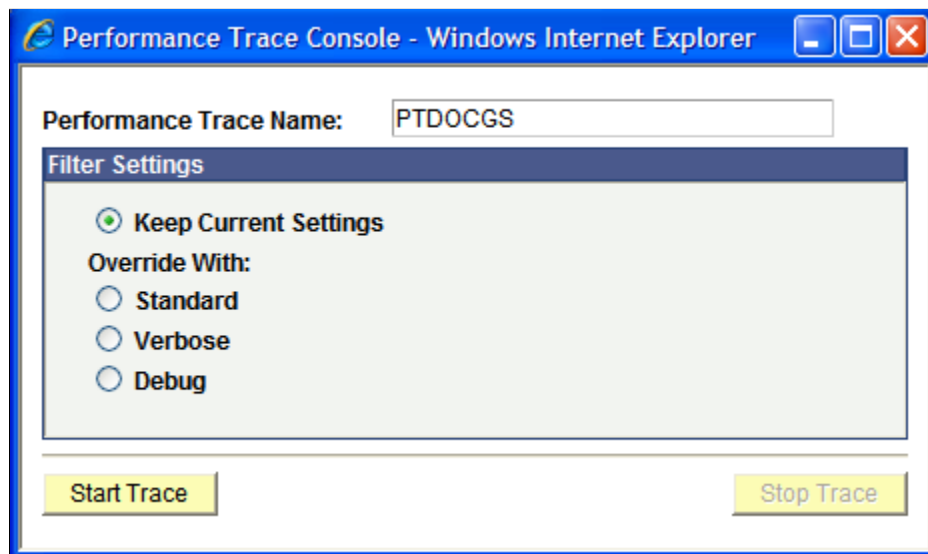 Performance Trace Console - Windows Internet Explorer
Performance Trace Name: PTDOCGS
Filter Settings
Keep Current Settings
Override With:
Standard
Verbose
Debug
Start Trace Stop Trace